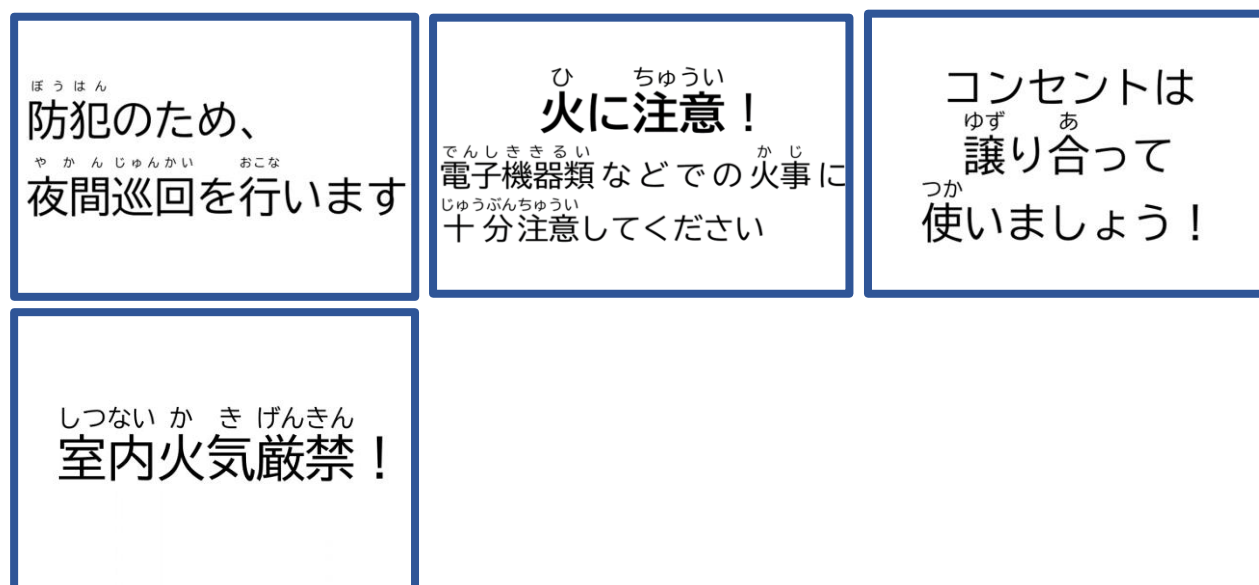 ぼうはん
防犯のため、
やかんじゅんかい おこな
夜間巡回を行います
ひ ちゅうい
火に注意！
でんしききるい かじ
電子機器類などでの火事に
じゅうぶんちゅうい
十分注意してください
コンセントは
ゆず あ
譲り合って
つか
使いましょう！
しつない かき げんきん
室内火気厳禁！